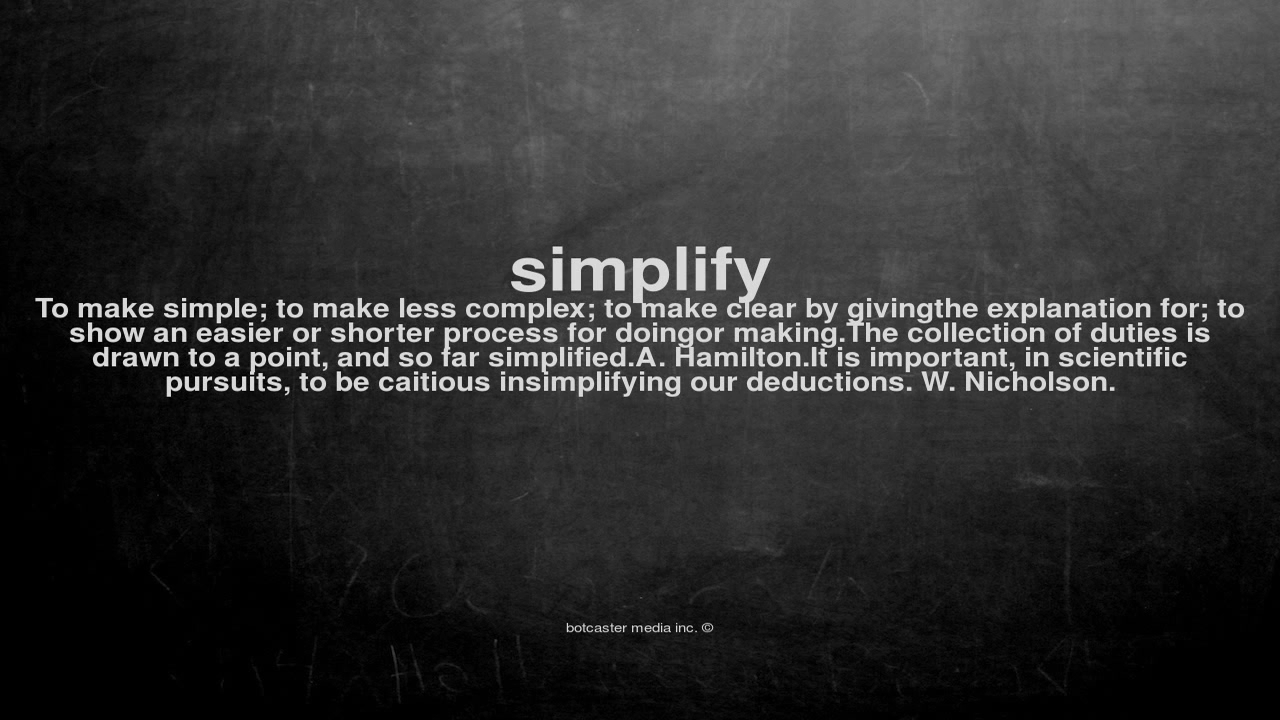 simplify
To make simple; to make less complex; to make clear by givingthe explanation for; to
show an easier or shorter process for doingor making.The collection of duties is
drawn to a point, and so far simplified.A. Hamilton.It is important, in scientific
pursuits, to be caitious insimplifying our deductions. W. Nicholson.
botcaster media inc. ©